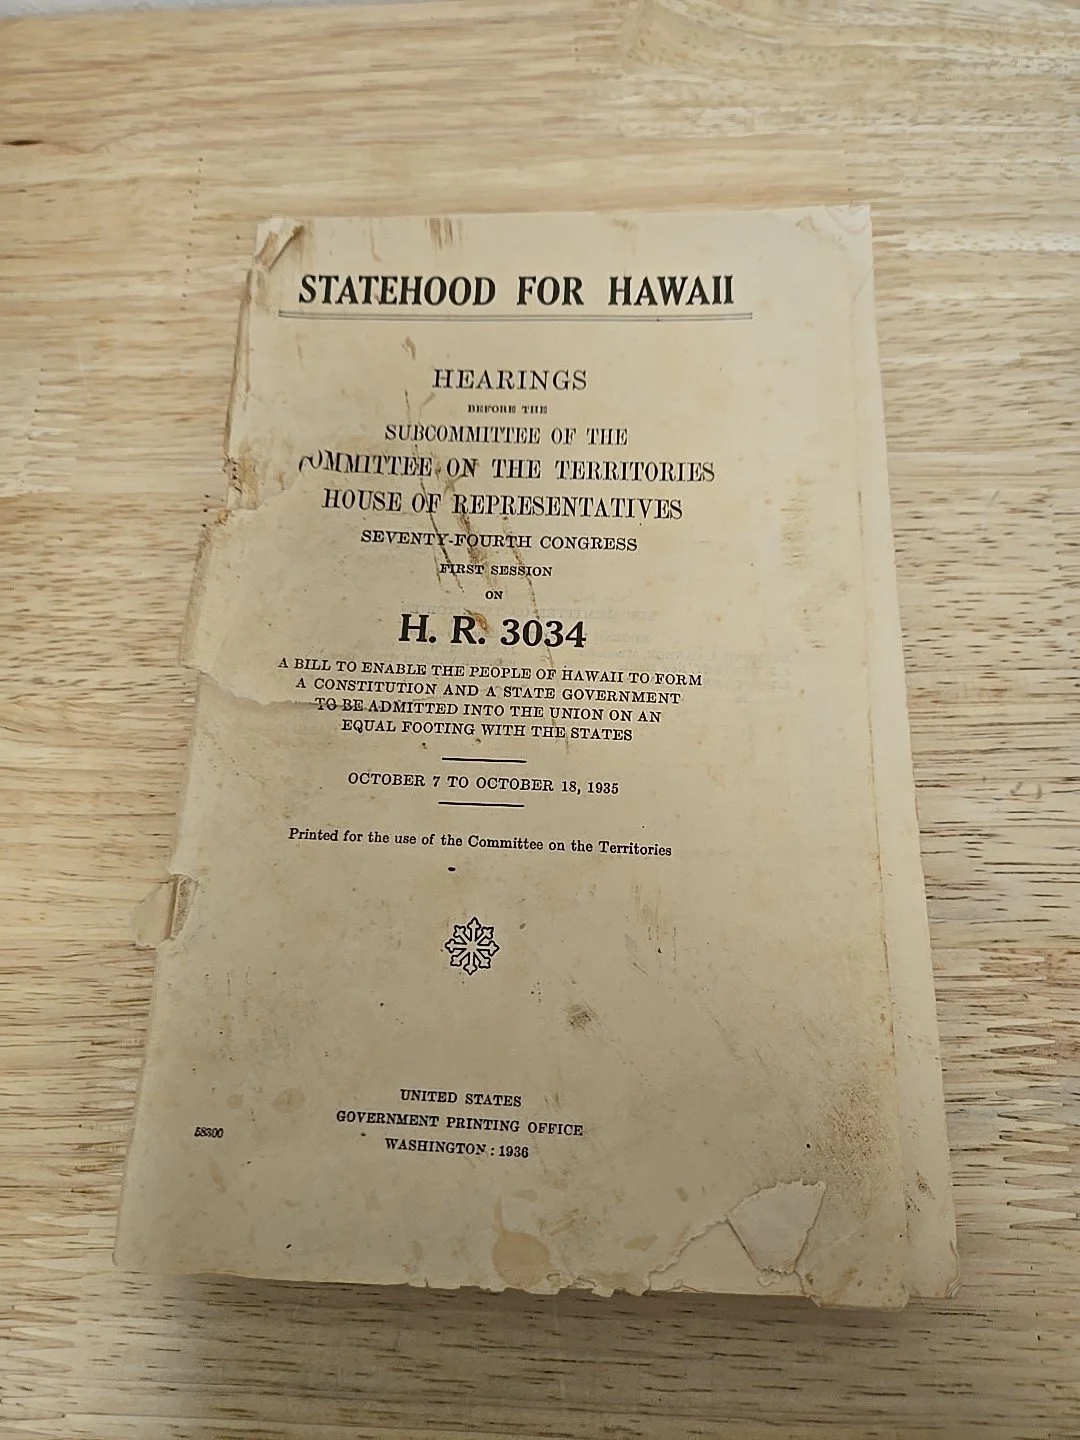 STATEHOOD FOR HAWAII
HEARINGS
BEFORE THE
SUBCOMMITTEE OF THE
COMMITTEE ON THE TERRITORIES
HOUSE OF REPRESENTATIVES
SEVENTY-FOURTH CONGRESS
FIRST SESSION
ON
H. R. 3034
A BILL TO ENABLE THE PEOPLE OF HAWAII TO FORM
A CONSTITUTION AND A STATE GOVERNMENT
TO BE ADMITTED INTO THE UNION ON AN
EQUAL FOOTING WITH THE STATES
OCTOBER 7 TO OCTOBER 18, 1935
Printed for the use of the Committee on the Territories
UNITED STATES
GOVERNMENT PRINTING OFFICE
58300
WASHINGTON : 1936